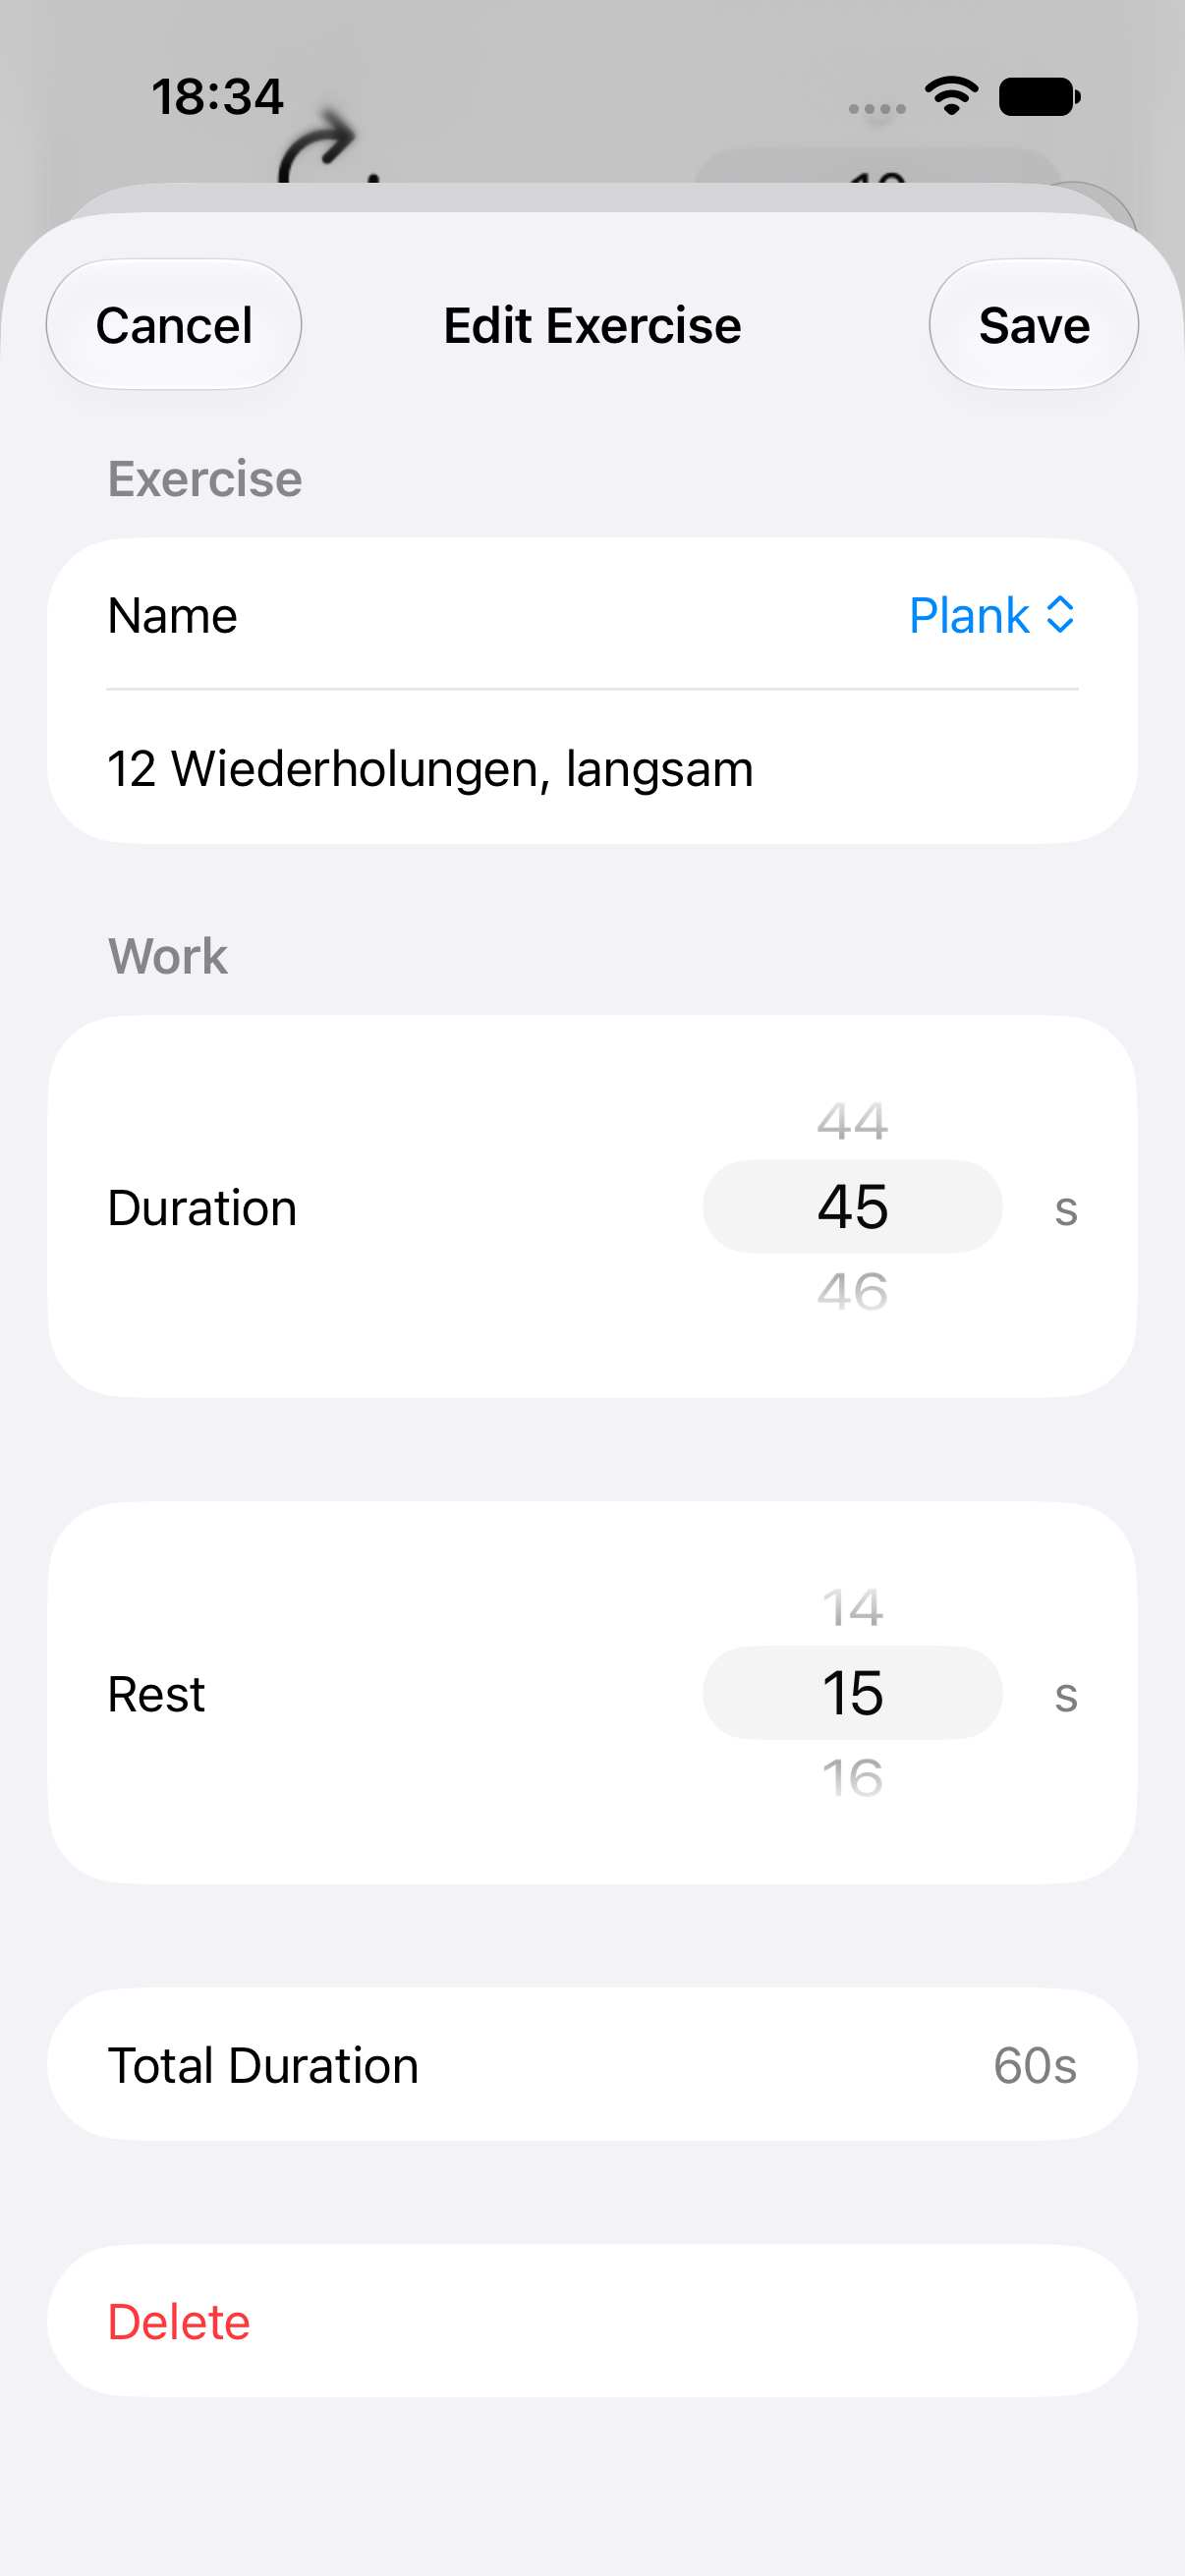 18:34
Cancel
Edit Exercise
Save
Exercise
Name
Plank
12 Wiederholungen, langsam
Work
44
Duration
45
s
46
14
Rest
15
s
16
Total Duration
60s
Delete